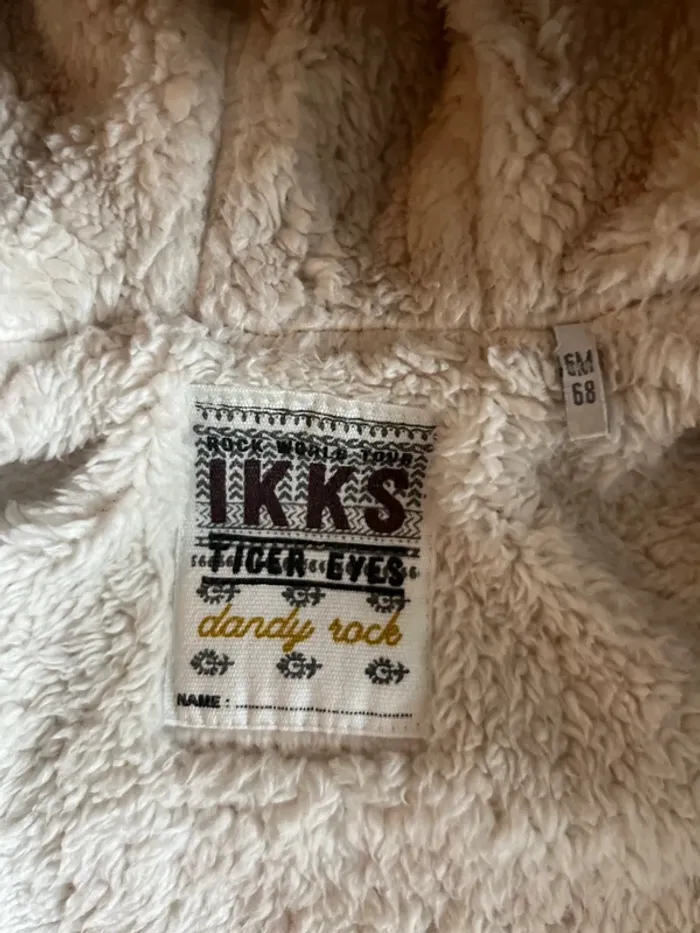 ROCK WORLD TOUR
IKKS
TIGER EYES
dandy rock
NAME :
6M
68